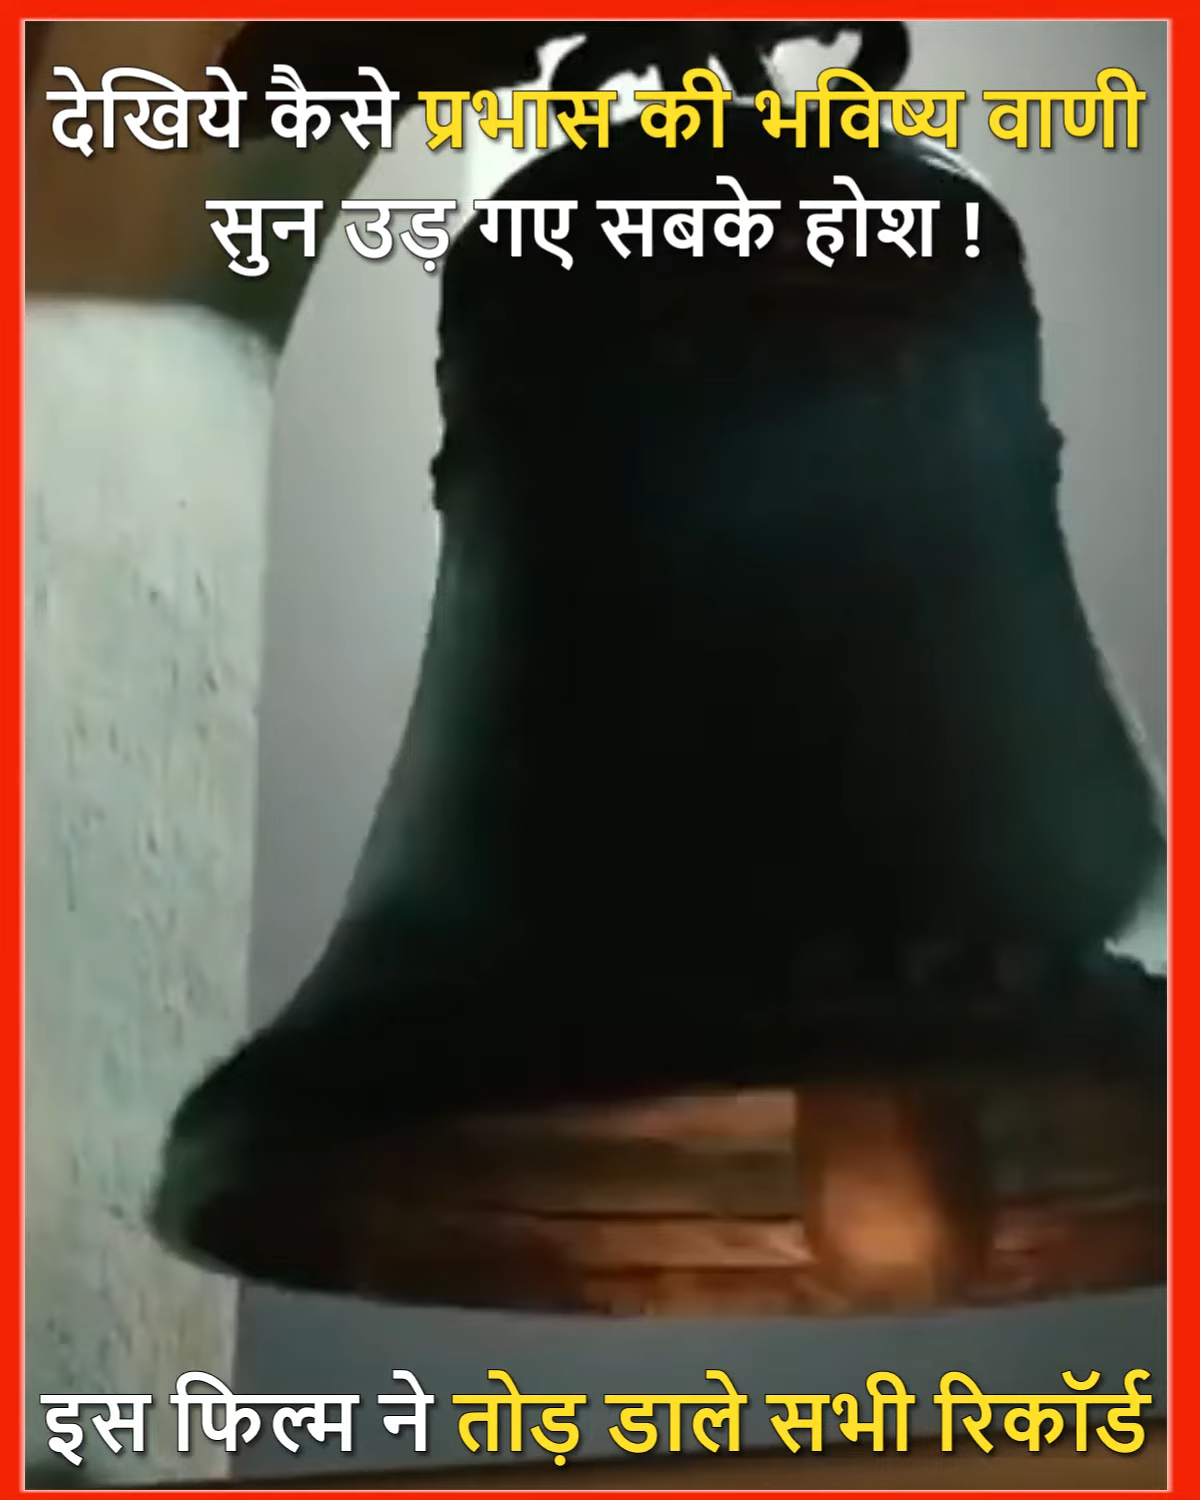 देखिये कैसे प्रभास की भविष्य वाणी
सुन उड़ गए सबके होश !
इस फिल्म ने तोड़ डाले सभी रिकॉर्ड